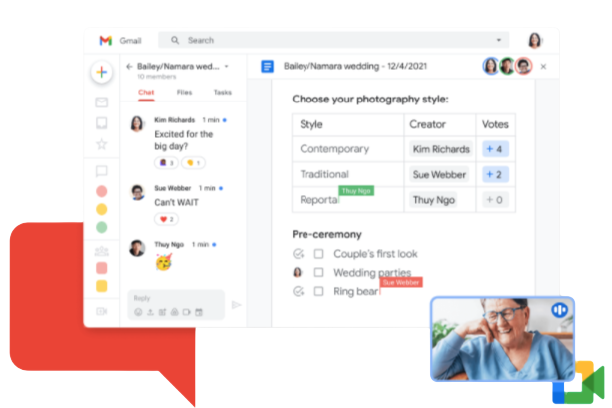 Gmail
Search
Bailey/Namara wed...
10 members
Chat Files Tasks
Kim Richards 1 min
Excited for the
big day?
2 1
Sue Webber 1 min
Can't WAIT
2
Thuy Ngo 1 min
Reply
Bailey/Namara wedding - 12/4/2021
Choose your photography style:
Style Creator Votes
Contemporary Kim Richards + 4
Traditional Sue Webber + 2
Thuy Ngo
Reporta Thuy Ngo + 0
Pre-ceremony
Couple's first look
Wedding parties
Sue Webber
Ring bear